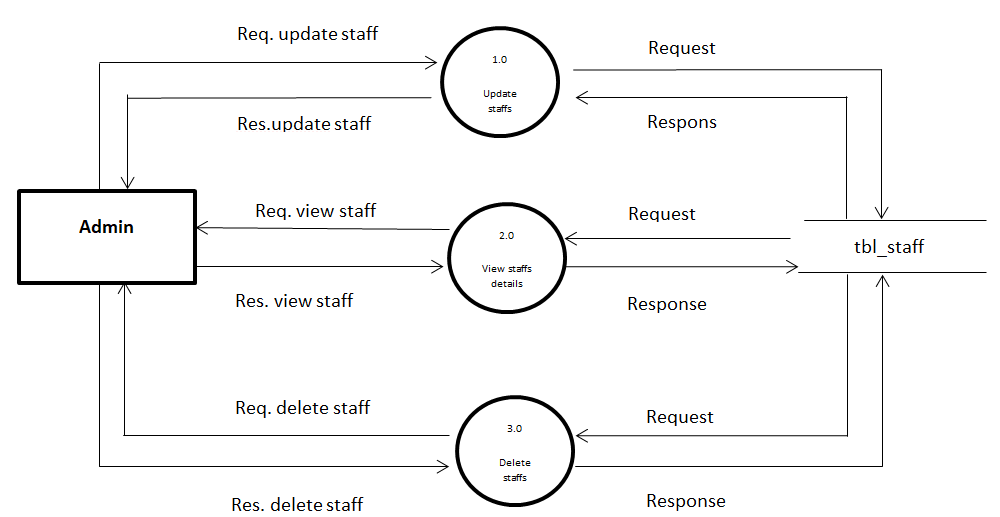 Req. update staff
1.0
Update
staffs
Request
Res.update staff
Respons
Admin
Req. view staff
2.0
View staffs
details
Request
tbl_staff
Res. view staff
Response
Req. delete staff
3.0
Delete
staffs
Request
Res. delete staff
Response